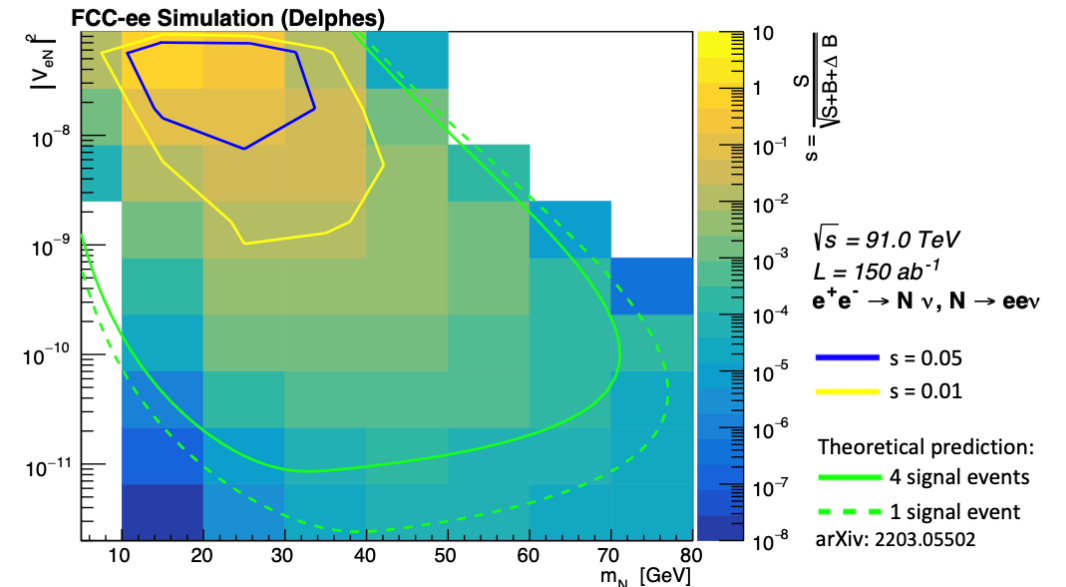 FCC-ee Simulation (Delphes)
|V_eN|²
10⁻⁸
10⁻⁹
10⁻¹⁰
10⁻¹¹
10 20 30 40 50 60 70 80
m_N [GeV]
10
1
10⁻¹
10⁻²
10⁻³
10⁻⁴
10⁻⁵
10⁻⁶
10⁻⁷
10⁻⁸
s = S / √S+B+Δ B
√s = 91.0 TeV
L = 150 ab⁻¹
e⁺e⁻ → N ν, N → eeν
s = 0.05
s = 0.01
Theoretical prediction:
4 signal events
1 signal event
arXiv: 2203.05502